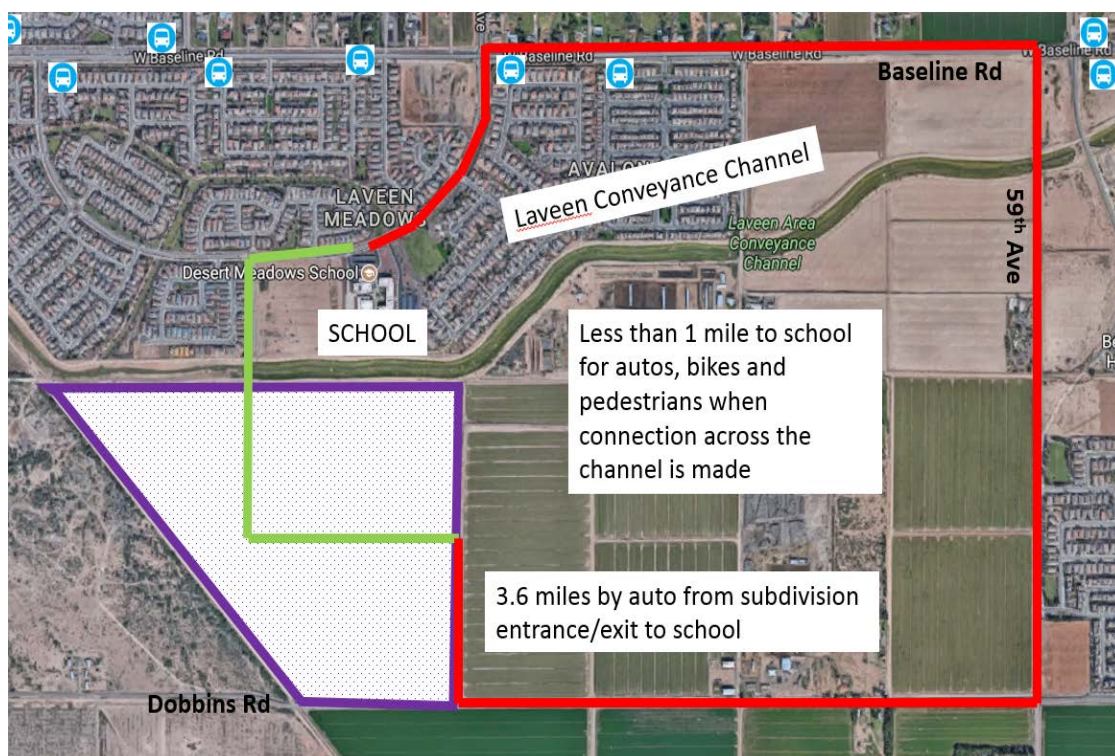 Ave
W Baseline Rd
W Baseline Rd
W Baseline Rd
W Baseline Rd
Baseline Rd
AVALON
Laveen Conveyance Channel
LAVEEN
MEADOWS
Laveen Area
Conveyance
Channel
59th Ave
Desert Meadows School
SCHOOL
Less than 1 mile to school
for autos, bikes and
pedestrians when
connection across the
channel is made
Be
H
3.6 miles by auto from subdivision
entrance/exit to school
Dobbins Rd